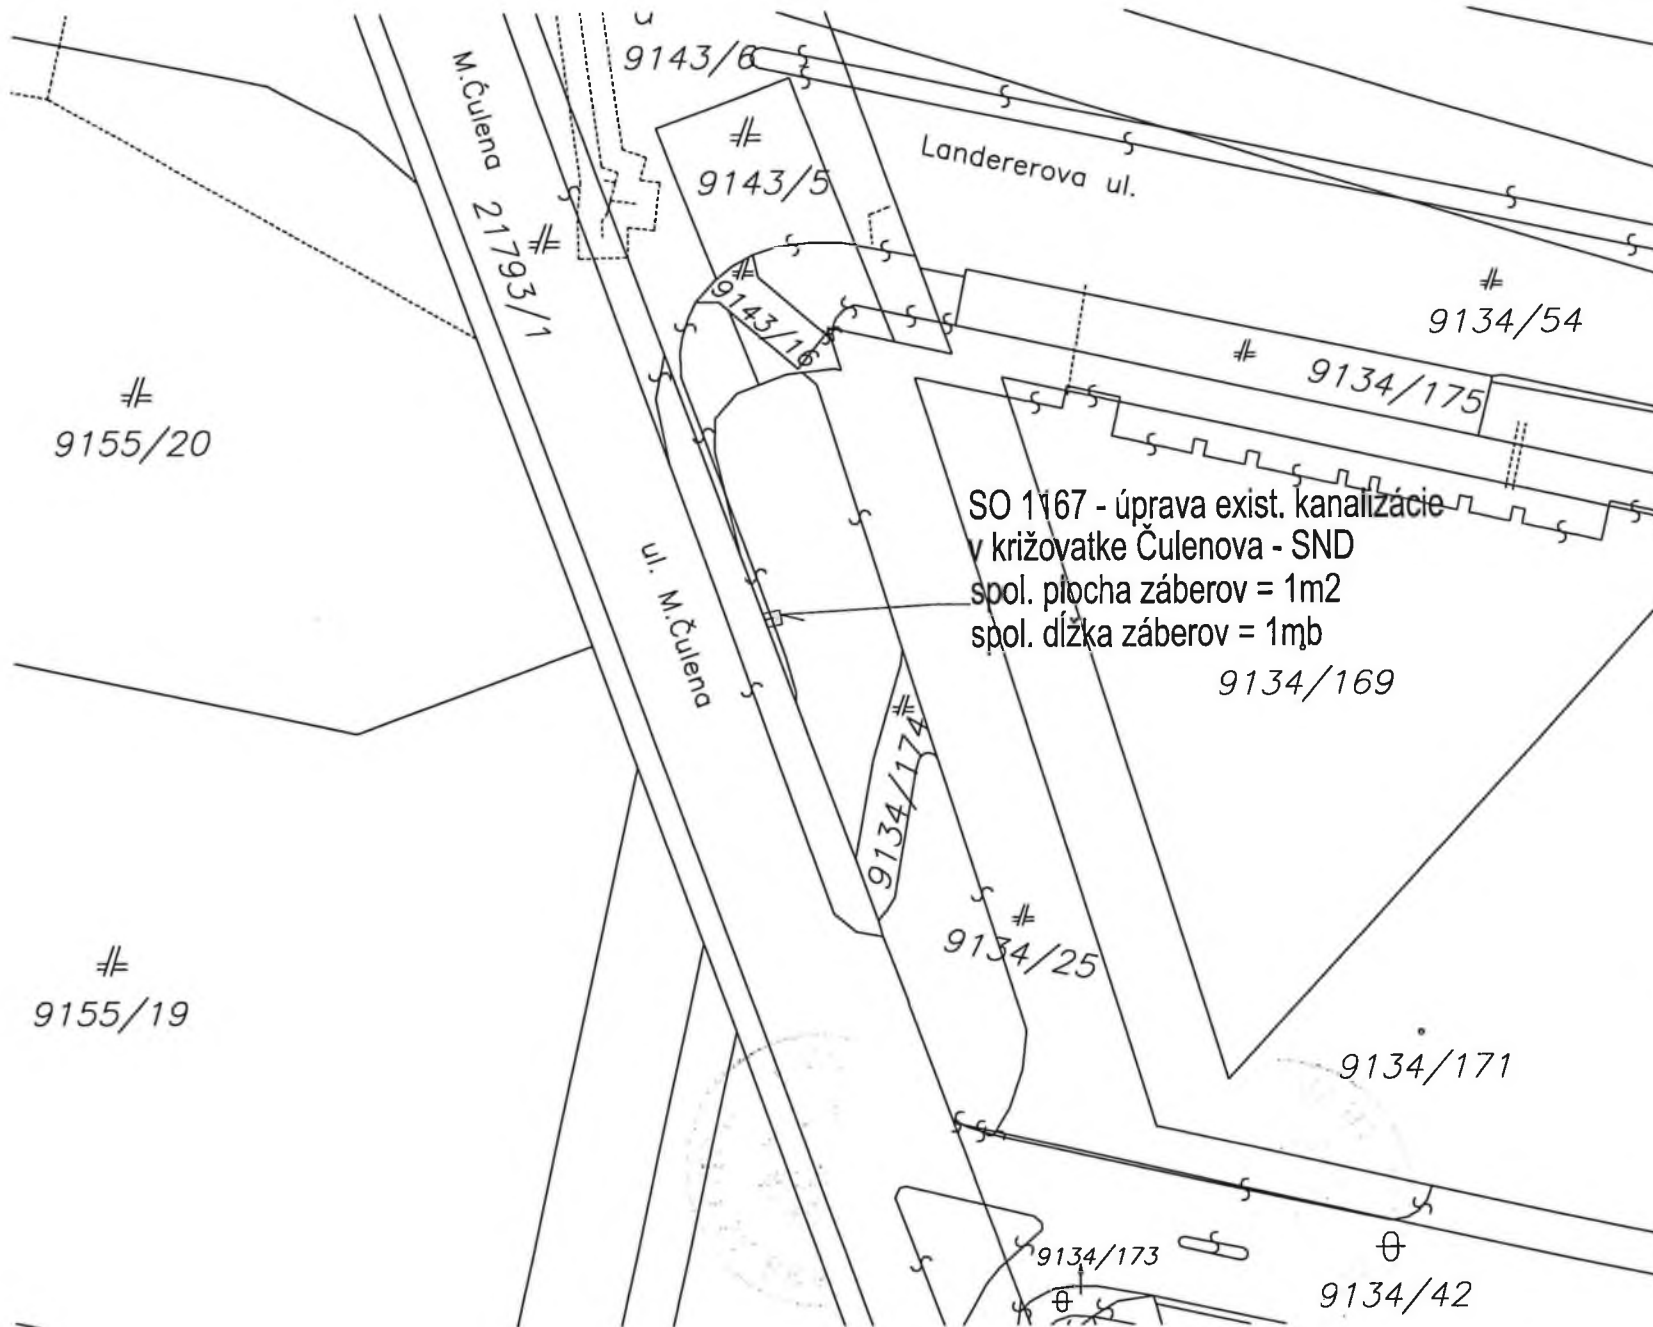 9143/6
M.Čulena 21793/1
9143/5
Landererova ul.
9143/16
9134/54
9134/175
9155/20
SO 1167 - úprava exist. kanalizácie
v križovatke Čulenova - SND
spol. plocha záberov = 1m2
spol. dĺžka záberov = 1mb
ul. M.Čulena
9134/169
9134/174
9134/25
9155/19
9134/171
9134/173
9134/42